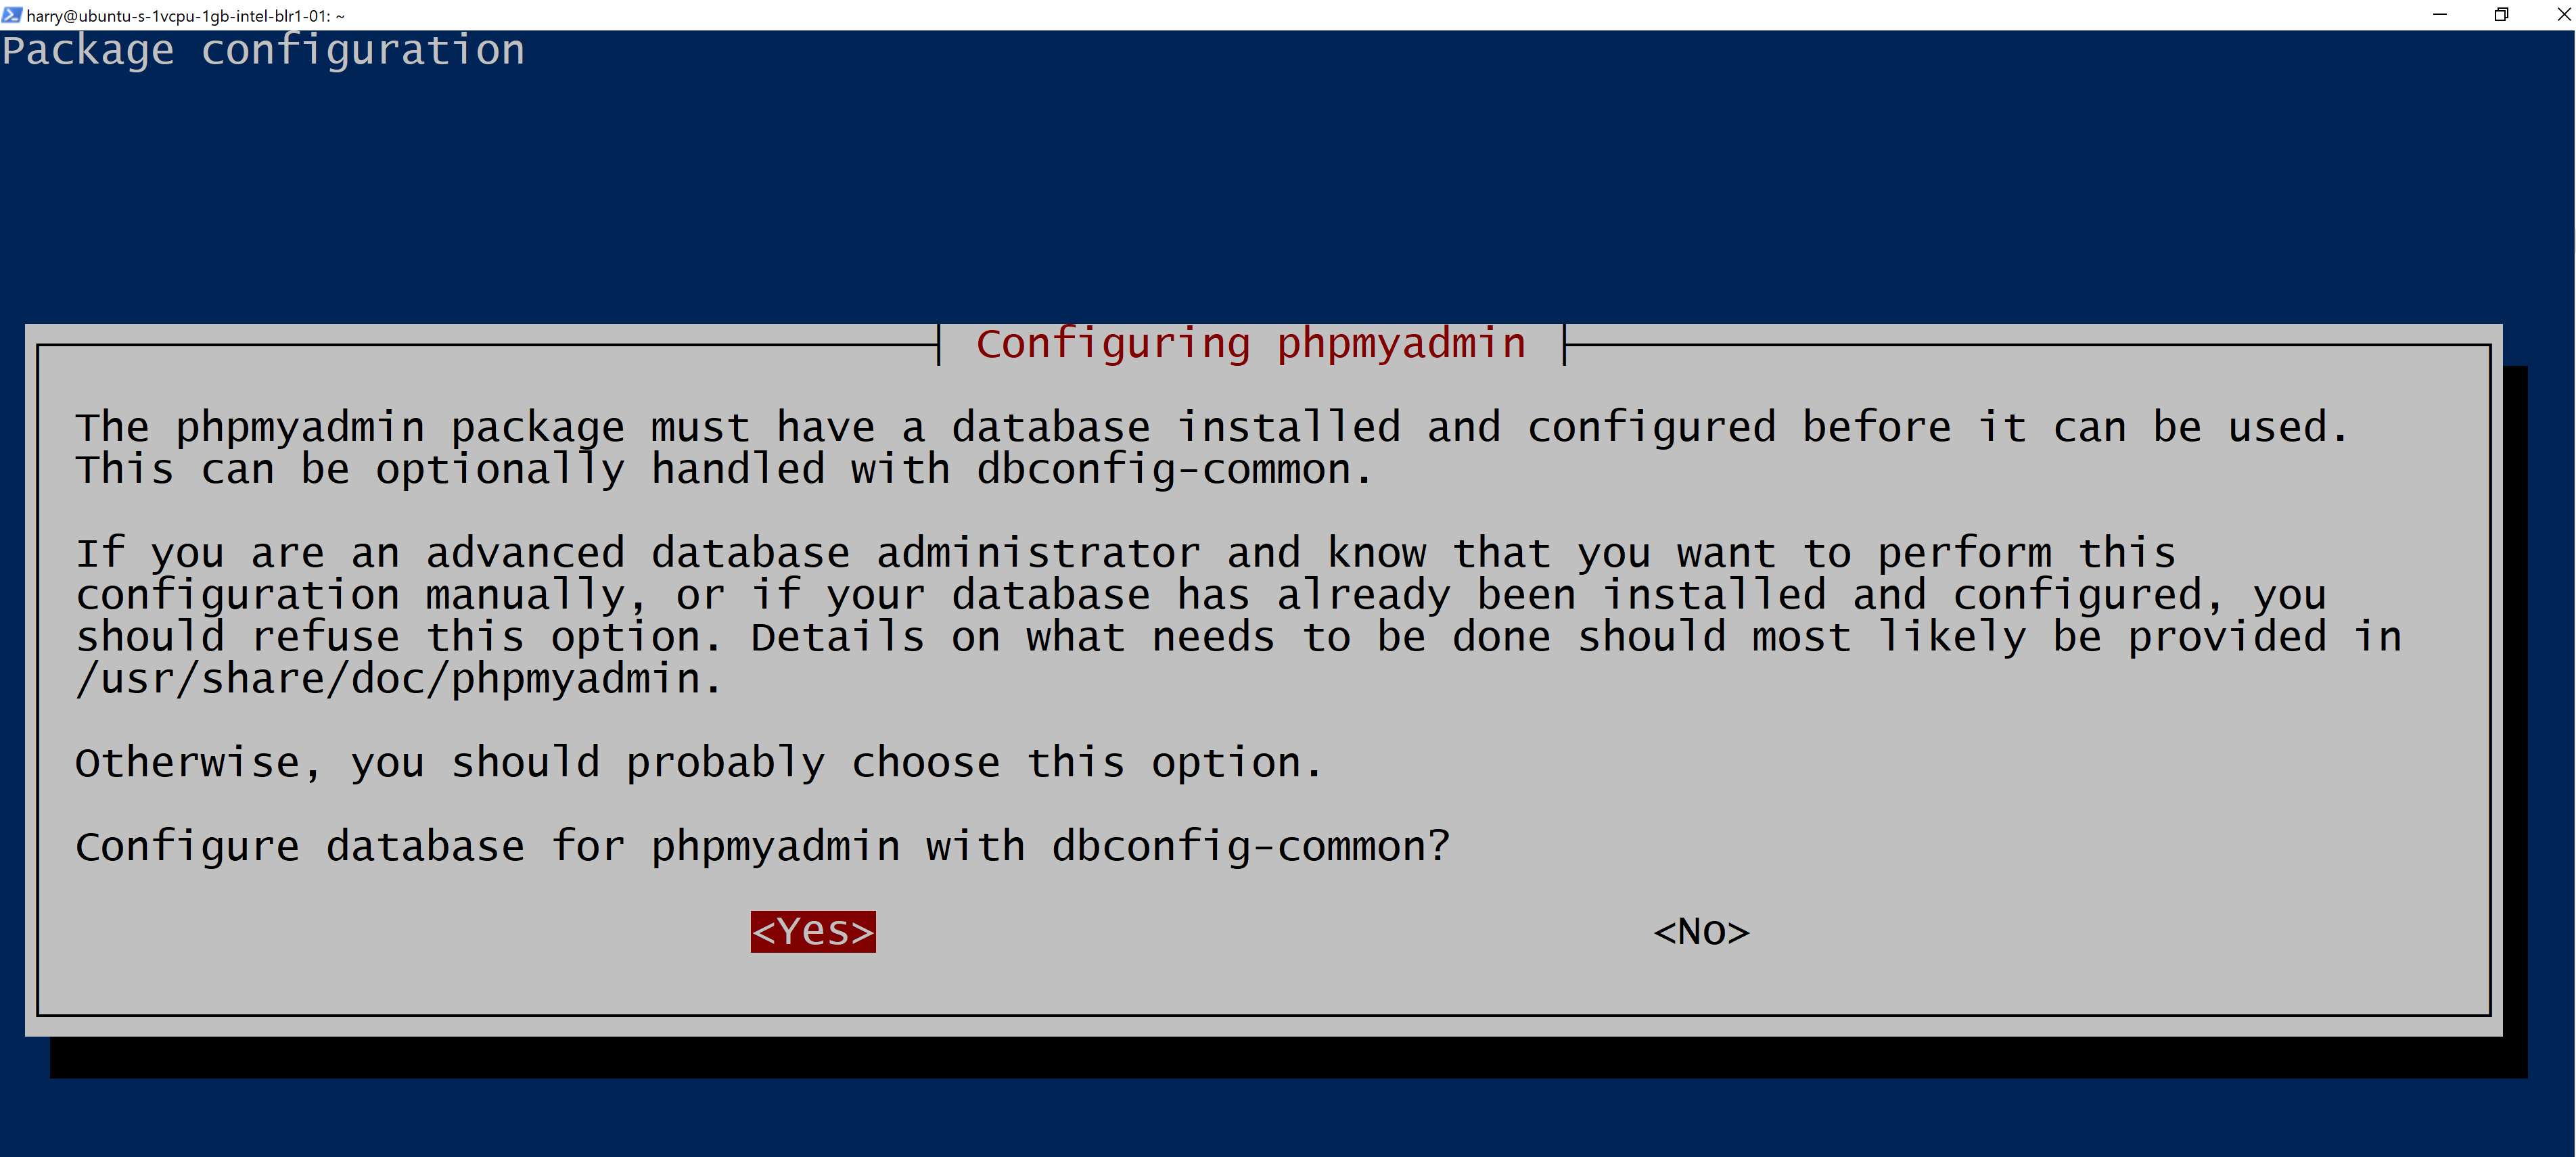 harry@ubuntu-s-1vcpu-1gb-intel-blr1-01: ~
Package configuration
Configuring phpmyadmin
The phpmyadmin package must have a database installed and configured before it can be used.
This can be optionally handled with dbconfig-common.
If you are an advanced database administrator and know that you want to perform this
configuration manually, or if your database has already been installed and configured, you
should refuse this option. Details on what needs to be done should most likely be provided in
/usr/share/doc/phpmyadmin.
Otherwise, you should probably choose this option.
Configure database for phpmyadmin with dbconfig-common?
<Yes> <No>